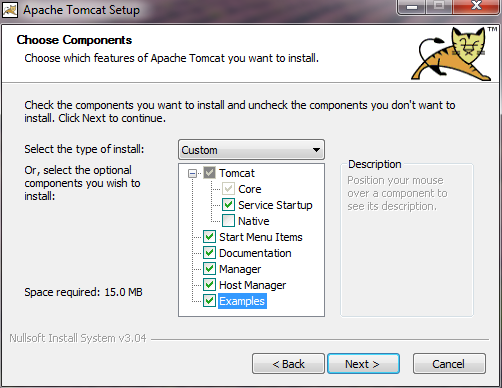 Apache Tomcat Setup
Choose Components
Choose which features of Apache Tomcat you want to install.
TM
Check the components you want to install and uncheck the components you don't want to
install. Click Next to continue.
Select the type of install:
Custom
Or, select the optional
components you wish to
install:
Tomcat
Core
Service Startup
Native
Start Menu Items
Documentation
Manager
Host Manager
Examples
Description
Position your mouse
over a component to
see its description.
Space required: 15.0 MB
Nullsoft Install System v3.04
< Back
Next >
Cancel